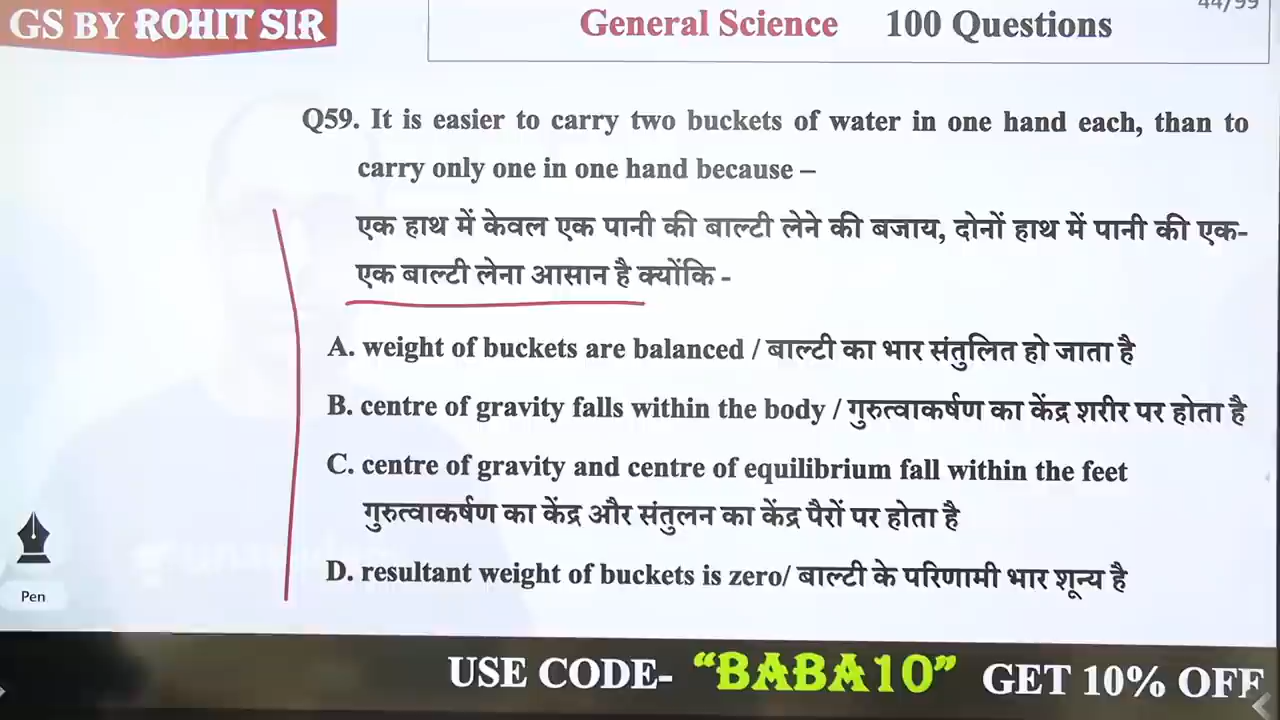 GS BY ROHIT SIR
General Science 100 Questions
44/99
Q59. It is easier to carry two buckets of water in one hand each, than to
carry only one in one hand because –
एक हाथ में केवल एक पानी की बाल्टी लेने की बजाय, दोनों हाथ में पानी की एक-
एक बाल्टी लेना आसान है क्योंकि -
A. weight of buckets are balanced / बाल्टी का भार संतुलित हो जाता है
B. centre of gravity falls within the body / गुरुत्वाकर्षण का केंद्र शरीर पर होता है
C. centre of gravity and centre of equilibrium fall within the feet
गुरुत्वाकर्षण का केंद्र और संतुलन का केंद्र पैरों पर होता है
D. resultant weight of buckets is zero/ बाल्टी के परिणामी भार शून्य है
Pen
USE CODE- “BABA10” GET 10% OFF